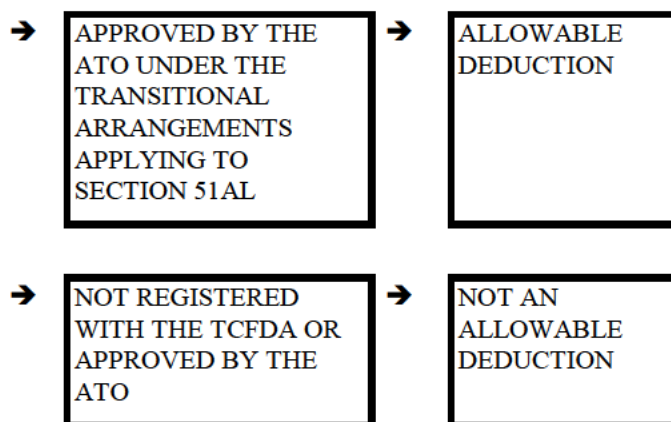 ➔ APPROVED BY THE ➔ ALLOWABLE
ATO UNDER THE DEDUCTION
TRANSITIONAL
ARRANGEMENTS
APPLYING TO
SECTION 51AL
➔ NOT REGISTERED ➔ NOT AN
WITH THE TCFDA OR ALLOWABLE
APPROVED BY THE DEDUCTION
ATO